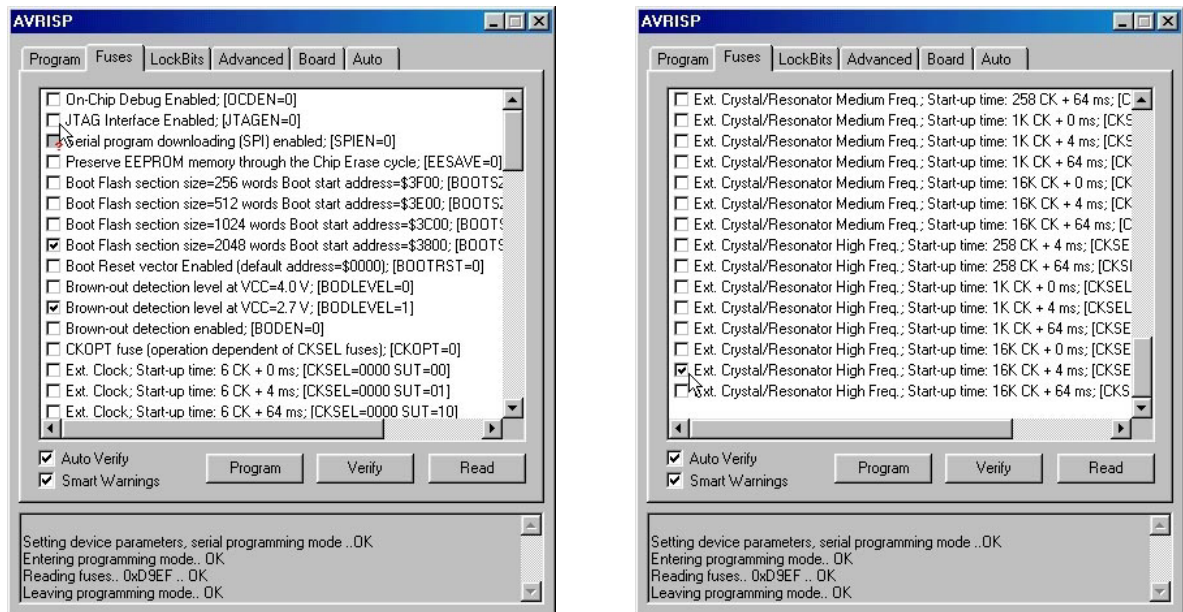 AVRISP
Program Fuses LockBits Advanced Board Auto
On-Chip Debug Enabled; [OCDEN=0]
JTAG Interface Enabled; [JTAGEN=0]
Serial program downloading (SPI) enabled; [SPIEN=0]
Preserve EEPROM memory through the Chip Erase cycle; [EESAVE=0]
Boot Flash section size=256 words Boot start address=$3F00; [BOOTSZ
Boot Flash section size=512 words Boot start address=$3E00; [BOOTSZ
Boot Flash section size=1024 words Boot start address=$3C00; [BOOTS
Boot Flash section size=2048 words Boot start address=$3800; [BOOTS
Boot Reset vector Enabled (default address=$0000); [BOOTRST=0]
Brown-out detection level at VCC=4.0 V; [BODLEVEL=0]
Brown-out detection level at VCC=2.7 V; [BODLEVEL=1]
Brown-out detection enabled; [BODEN=0]
CKOPT fuse (operation dependent of CKSEL fuses); [CKOPT=0]
Ext. Clock; Start-up time: 6 CK + 0 ms; [CKSEL=0000 SUT=00]
Ext. Clock; Start-up time: 6 CK + 4 ms; [CKSEL=0000 SUT=01]
Ext. Clock; Start-up time: 6 CK + 64 ms; [CKSEL=0000 SUT=10]
Auto Verify
Smart Warnings
Program Verify Read
Setting device parameters, serial programming mode ..OK
Entering programming mode.. OK
Reading fuses.. 0xD9EF .. OK
Leaving programming mode.. OK
AVRISP
Program Fuses LockBits Advanced Board Auto
Ext. Crystal/Resonator Medium Freq.; Start-up time: 258 CK + 64 ms; [C
Ext. Crystal/Resonator Medium Freq.; Start-up time: 1K CK + 0 ms; [CKS
Ext. Crystal/Resonator Medium Freq.; Start-up time: 1K CK + 4 ms; [CKS
Ext. Crystal/Resonator Medium Freq.; Start-up time: 1K CK + 64 ms; [CK
Ext. Crystal/Resonator Medium Freq.; Start-up time: 16K CK + 0 ms; [CK
Ext. Crystal/Resonator Medium Freq.; Start-up time: 16K CK + 4 ms; [CK
Ext. Crystal/Resonator Medium Freq.; Start-up time: 16K CK + 64 ms; [C
Ext. Crystal/Resonator High Freq.; Start-up time: 258 CK + 4 ms; [CKSE
Ext. Crystal/Resonator High Freq.; Start-up time: 258 CK + 64 ms; [CKSI
Ext. Crystal/Resonator High Freq.; Start-up time: 1K CK + 0 ms; [CKSEL
Ext. Crystal/Resonator High Freq.; Start-up time: 1K CK + 4 ms; [CKSEL
Ext. Crystal/Resonator High Freq.; Start-up time: 1K CK + 64 ms; [CKSE
Ext. Crystal/Resonator High Freq.; Start-up time: 16K CK + 0 ms; [CKSE
Ext. Crystal/Resonator High Freq.; Start-up time: 16K CK + 4 ms; [CKSE
Ext. Crystal/Resonator High Freq.; Start-up time: 16K CK + 64 ms; [CKS
Auto Verify
Smart Warnings
Program Verify Read
Setting device parameters, serial programming mode ..OK
Entering programming mode.. OK
Reading fuses.. 0xD9EF .. OK
Leaving programming mode.. OK